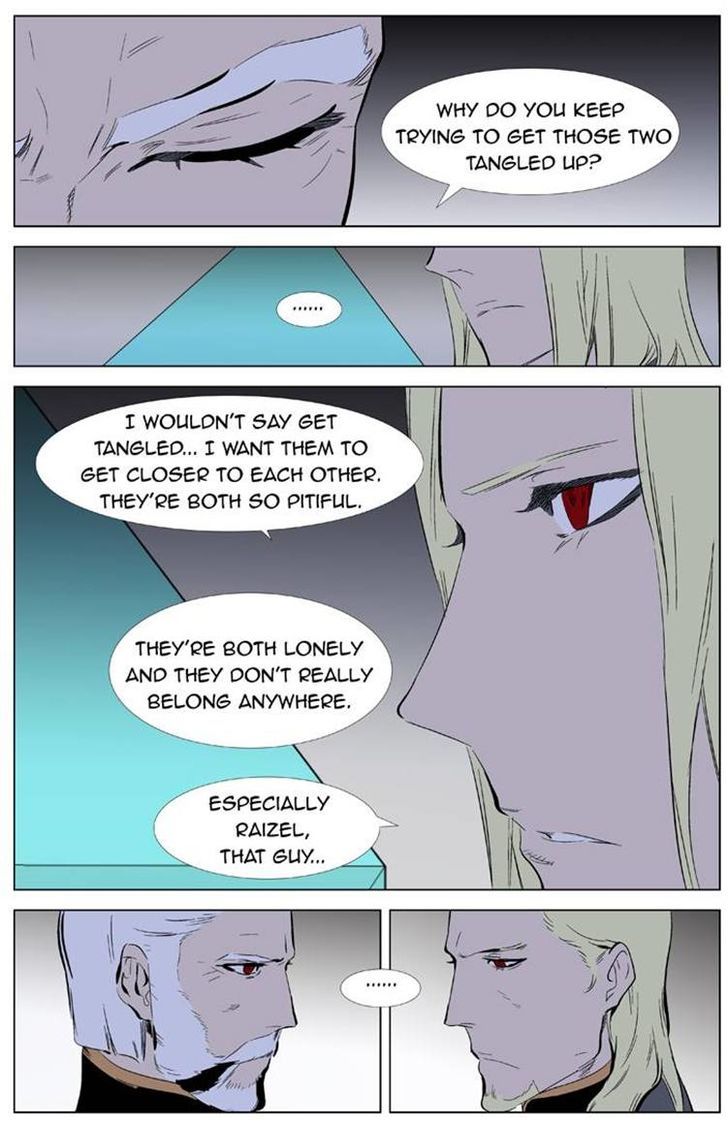 WHY DO YOU KEEP
TRYING TO GET THOSE TWO
TANGLED UP?
......
I WOULDN'T SAY GET
TANGLED... I WANT THEM TO
GET CLOSER TO EACH OTHER.
THEY'RE BOTH SO PITIFUL.
THEY'RE BOTH LONELY
AND THEY DON'T REALLY
BELONG ANYWHERE.
ESPECIALLY
RAIZEL,
THAT GUY...
......